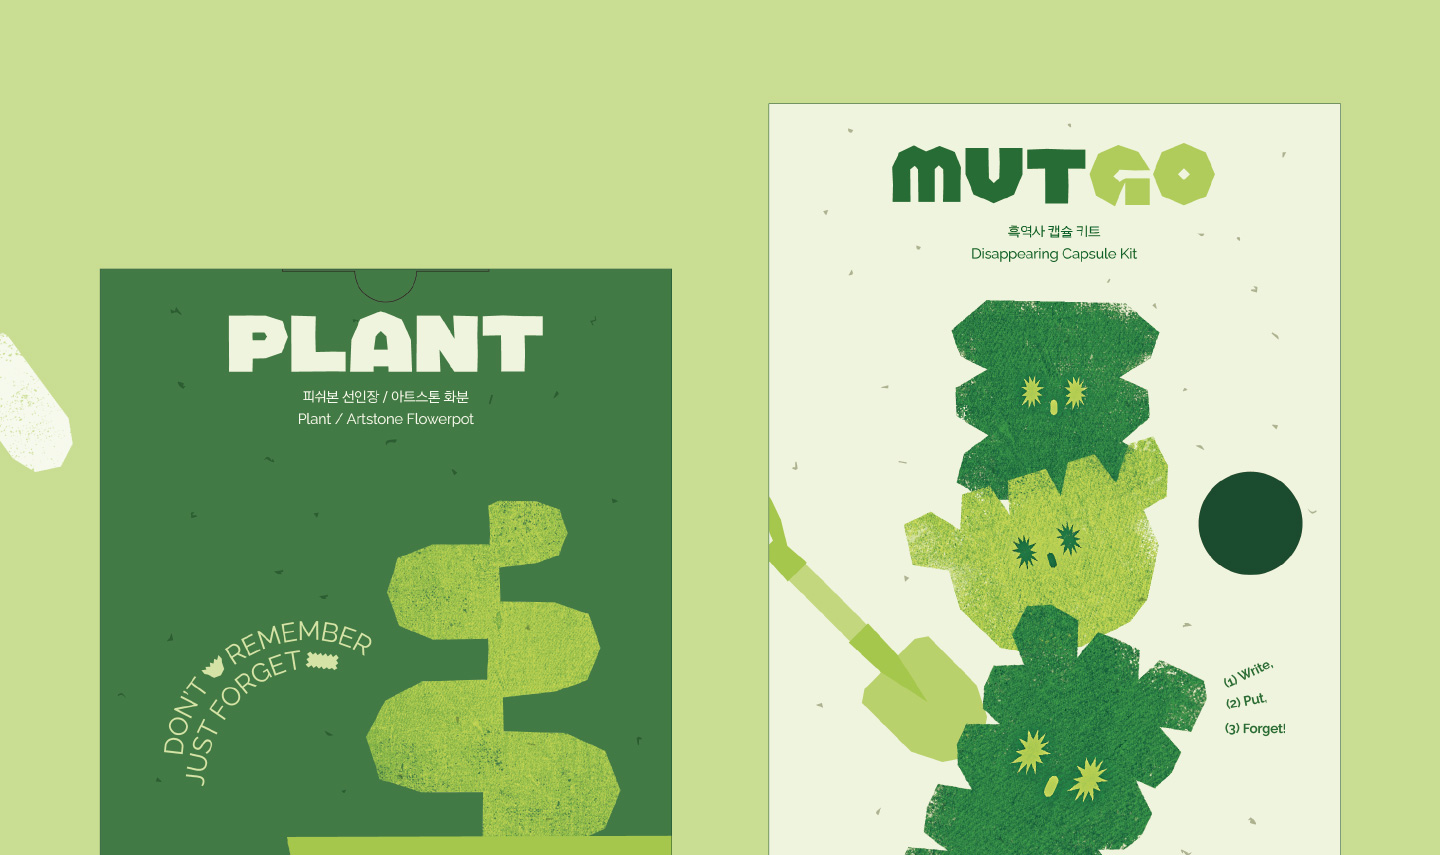 PLANT
피쉬본 선인장 / 아트스톤 화분
Plant / Artstone Flowerpot
DON'T REMEMBER
JUST FORGET
MUTGO
흑역사 캡슐 키트
Disappearing Capsule Kit
(1) Write,
(2) Put,
(3) Forget!